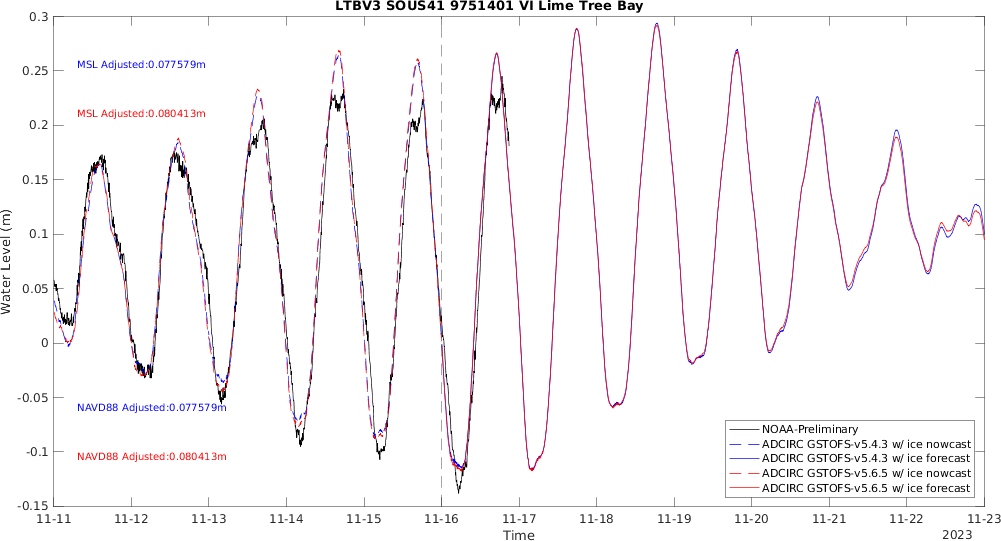 LTBV3 SOUS41 9751401 VI Lime Tree Bay
0.3
0.25
0.2
0.15
0.1
0.05
0
-0.05
-0.1
-0.15
Water Level (m)
MSL Adjusted:0.077579m
MSL Adjusted:0.080413m
NAVD88 Adjusted:0.077579m
NAVD88 Adjusted:0.080413m
NOAA-Preliminary
ADCIRC GSTOFS-v5.4.3 w/ ice nowcast
ADCIRC GSTOFS-v5.4.3 w/ ice forecast
ADCIRC GSTOFS-v5.6.5 w/ ice nowcast
ADCIRC GSTOFS-v5.6.5 w/ ice forecast
11-11 11-12 11-13 11-14 11-15 11-16 11-17 11-18 11-19 11-20 11-21 11-22 11-23
Time
2023